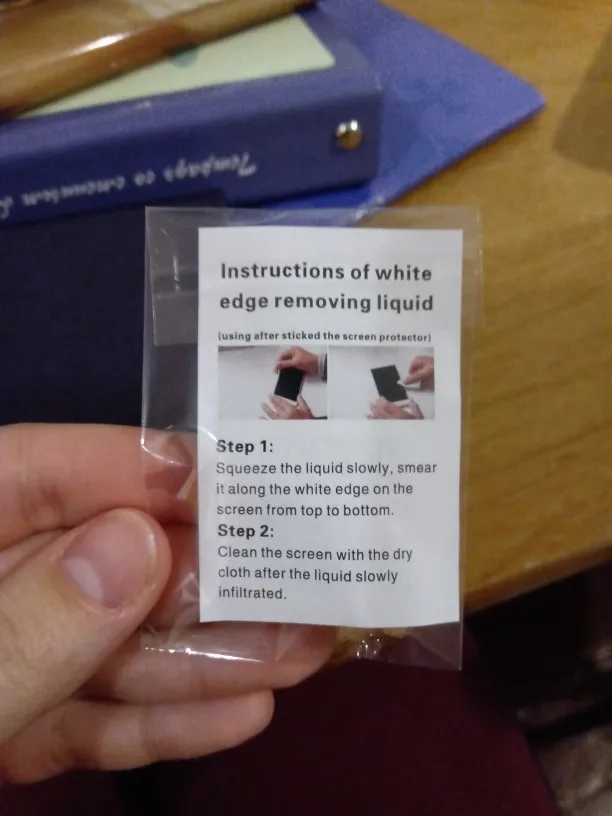 Instructions of white
edge removing liquid
(using after sticked the screen protector)
Step 1:
Squeeze the liquid slowly, smear
it along the white edge on the
screen from top to bottom.
Step 2:
Clean the screen with the dry
cloth after the liquid slowly
infiltrated.